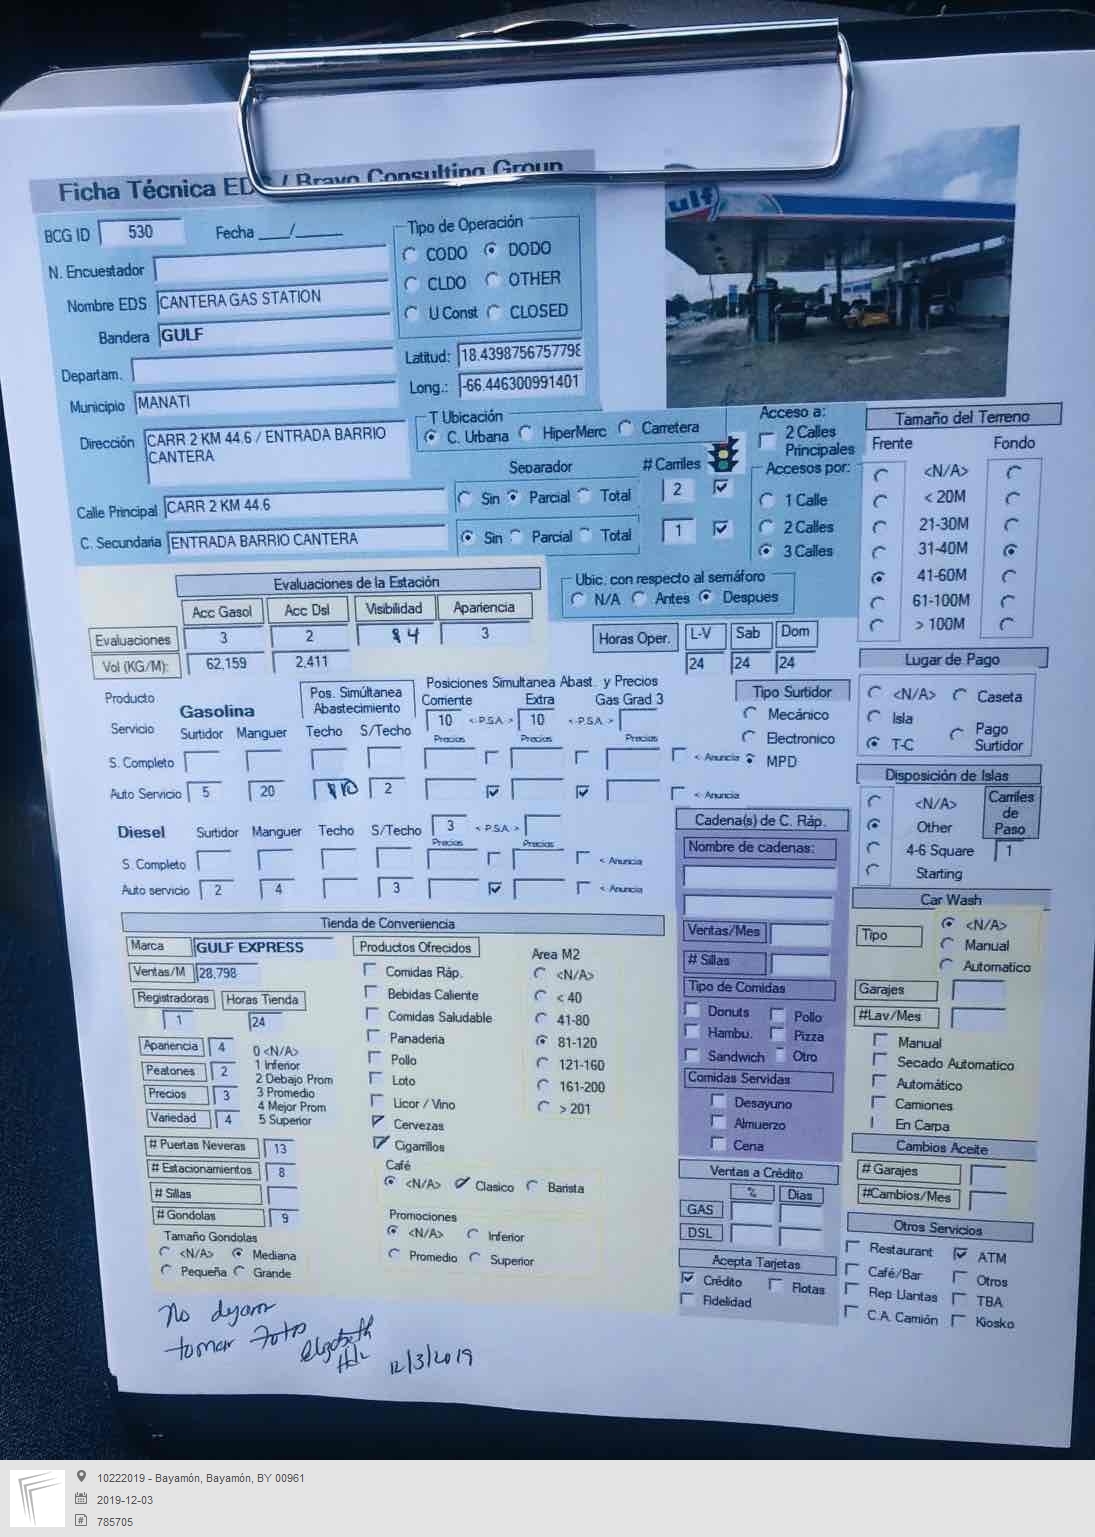 Ficha Técnica EDS / Bravo Consulting Group
ulf
BCG ID 530 Fecha ___/______
N. Encuestador
Nombre EDS CANTERA GAS STATION
Bandera GULF
Departam.
Municipio MANATI
Tipo de Operación
CODO DODO
CLDO OTHER
U Const CLOSED
Latitud: 18.4398756757798
Long.: -66.446300991401
Dirección CARR 2 KM 44.6 / ENTRADA BARRIO
CANTERA
T Ubicación
C. Urbana HiperMerc Carretera
Acceso a:
2 Calles
Principales
Separador # Carriles
Calle Principal CARR 2 KM 44.6 Sin Parcial Total 2
C. Secundaria ENTRADA BARRIO CANTERA Sin Parcial Total 1
Accesos por:
1 Calle
2 Calles
3 Calles
Ubic. con respecto al semáforo
N/A Antes Despues
Tamaño del Terreno
Frente Fondo
<N/A>
< 20M
21-30M
31-40M
41-60M
61-100M
> 100M
Evaluaciones de la Estación
Acc Gasol Acc Dsl Visibilidad Apariencia
Evaluaciones 3 2 4 3
Vol (KG/M): 62,159 2,411
Horas Oper. L-V Sab Dom
24 24 24
Lugar de Pago
<N/A> Caseta
Isla
T-C
Pago
Surtidor
Producto
Servicio
Gasolina
Surtidor Manguer Techo S/Techo
Pos. Simúltanea
Abastecimiento
Posiciones Simultanea Abast. y Precios
Corriente Extra Gas Grad 3
10 <-P.S.A.-> 10 <-P.S.A.->
Precios Precios Precios
S. Completo <- Anuncia
Auto Servicio 5 20 10 2 <- Anuncia
Tipo Surtidor
Mecánico
Electronico
MPD
Disposición de Islas
<N/A>
Other
4-6 Square
Starting
Carriles
de
Paso
1
Diesel Surtidor Manguer Techo S/Techo 3 <-P.S.A.->
Precios Precios
S. Completo <- Anuncia
Auto servicio 2 4 3 <- Anuncia
Cadena(s) de C. Ráp.
Nombre de cadenas:
Ventas/Mes
# Sillas
Tipo de Comidas
Donuts Pollo
Hambu. Pizza
Sandwich Otro
Comidas Servidas
Desayuno
Almuerzo
Cena
Car Wash
Tipo
<N/A>
Manual
Automatico
Garajes
#Lav/Mes
Manual
Secado Automatico
Automático
Camiones
En Carpa
Tienda de Conveniencia
Marca GULF EXPRESS
Ventas/M 28,798
Registradoras Horas Tienda
1 24
Apariencia 4
Peatones 2
Precios 3
Variedad 4
0 <N/A>
1 Inferior
2 Debajo Prom
3 Promedio
4 Mejor Prom
5 Superior
# Puertas Neveras 13
# Estacionamientos 8
# Sillas
# Gondolas 9
Tamaño Gondolas
<N/A> Mediana
Pequeña Grande
Productos Ofrecidos
Comidas Ráp.
Bebidas Caliente
Comidas Saludable
Panaderia
Pollo
Loto
Licor / Vino
Cervezas
Cigarrillos
Area M2
<N/A>
< 40
41-80
81-120
121-160
161-200
> 201
Café
<N/A> Clasico Barista
Promociones
<N/A> Inferior
Promedio Superior
Ventas a Crédito
% Dias
GAS
DSL
Acepta Tarjetas
Crédito Flotas
Fidelidad
Cambios Aceite
# Garajes
#Cambios/Mes
Otros Servicios
Restaurant ATM
Café/Bar Otros
Rep Llantas TBA
C.A. Camión Kiosko
No dejaron
tomar Fotos
Elizabeth
12/3/2019
10222019 - Bayamón, Bayamón, BY 00961
2019-12-03
785705